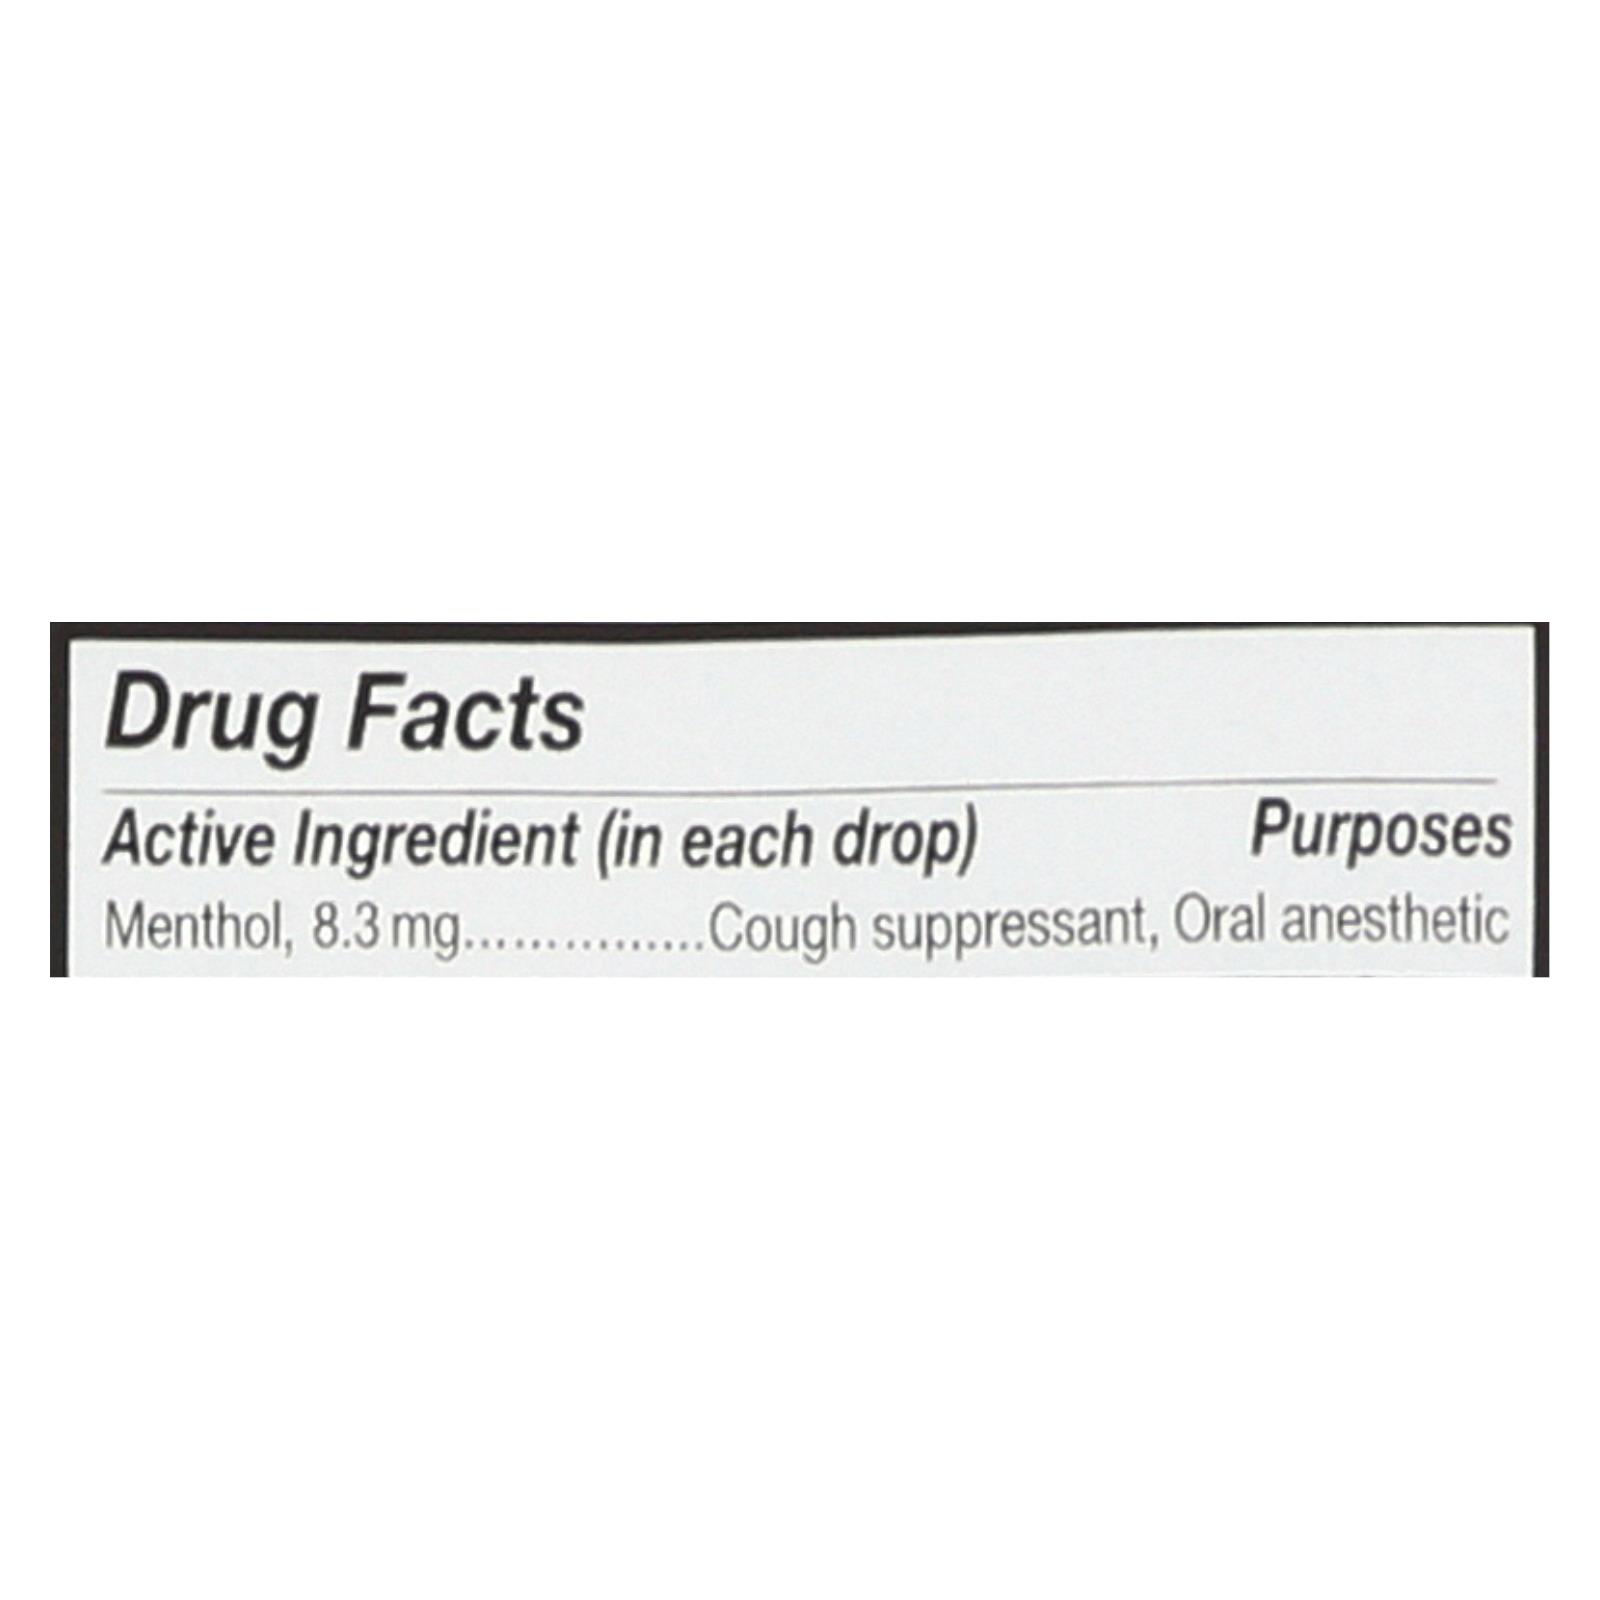 Drug Facts
Active Ingredient (in each drop) Purposes
Menthol, 8.3 mg...............Cough suppressant, Oral anesthetic